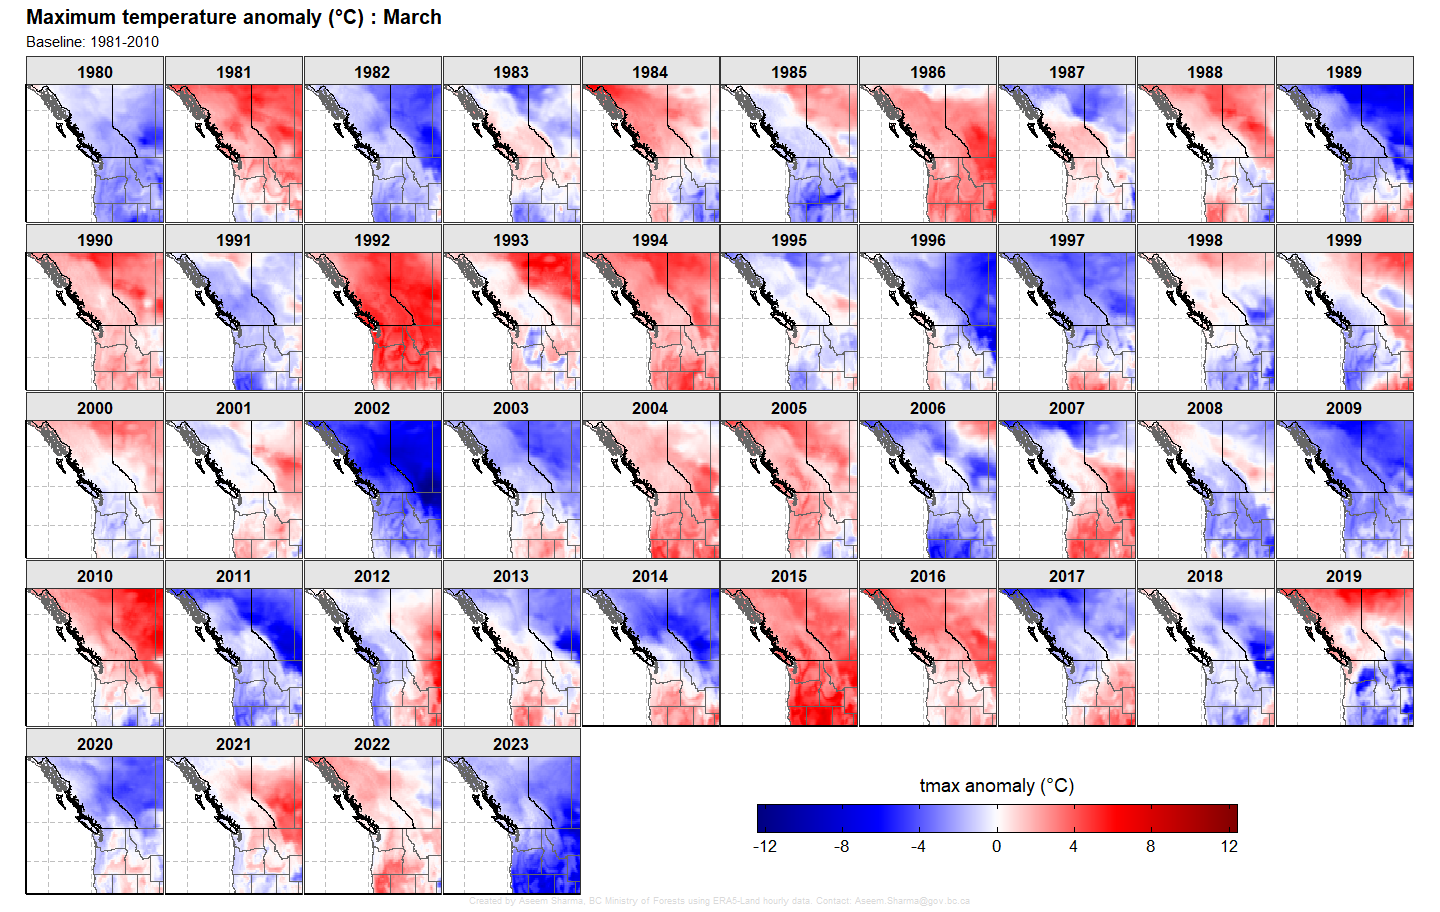 Maximum temperature anomaly (°C) : March
Baseline: 1981-2010
1980 1981 1982 1983 1984 1985 1986 1987 1988 1989
1990 1991 1992 1993 1994 1995 1996 1997 1998 1999
2000 2001 2002 2003 2004 2005 2006 2007 2008 2009
2010 2011 2012 2013 2014 2015 2016 2017 2018 2019
2020 2021 2022 2023
tmax anomaly (°C)
-12 -8 -4 0 4 8 12
Created by Aseem Sharma, BC Ministry of Forests using ERA5-Land hourly data. Contact: Aseem.Sharma@gov.bc.ca